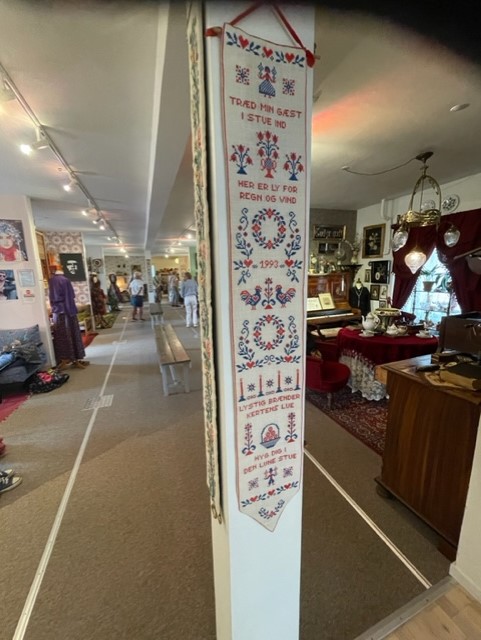 TRÆD MIN GÆST
I STUE IND
HER ER LY FOR
REGN OG VIND
1993
LYSTIG BRÆNDER
KERTENS LUE
HYG DIG I
DEN LUNE STUE